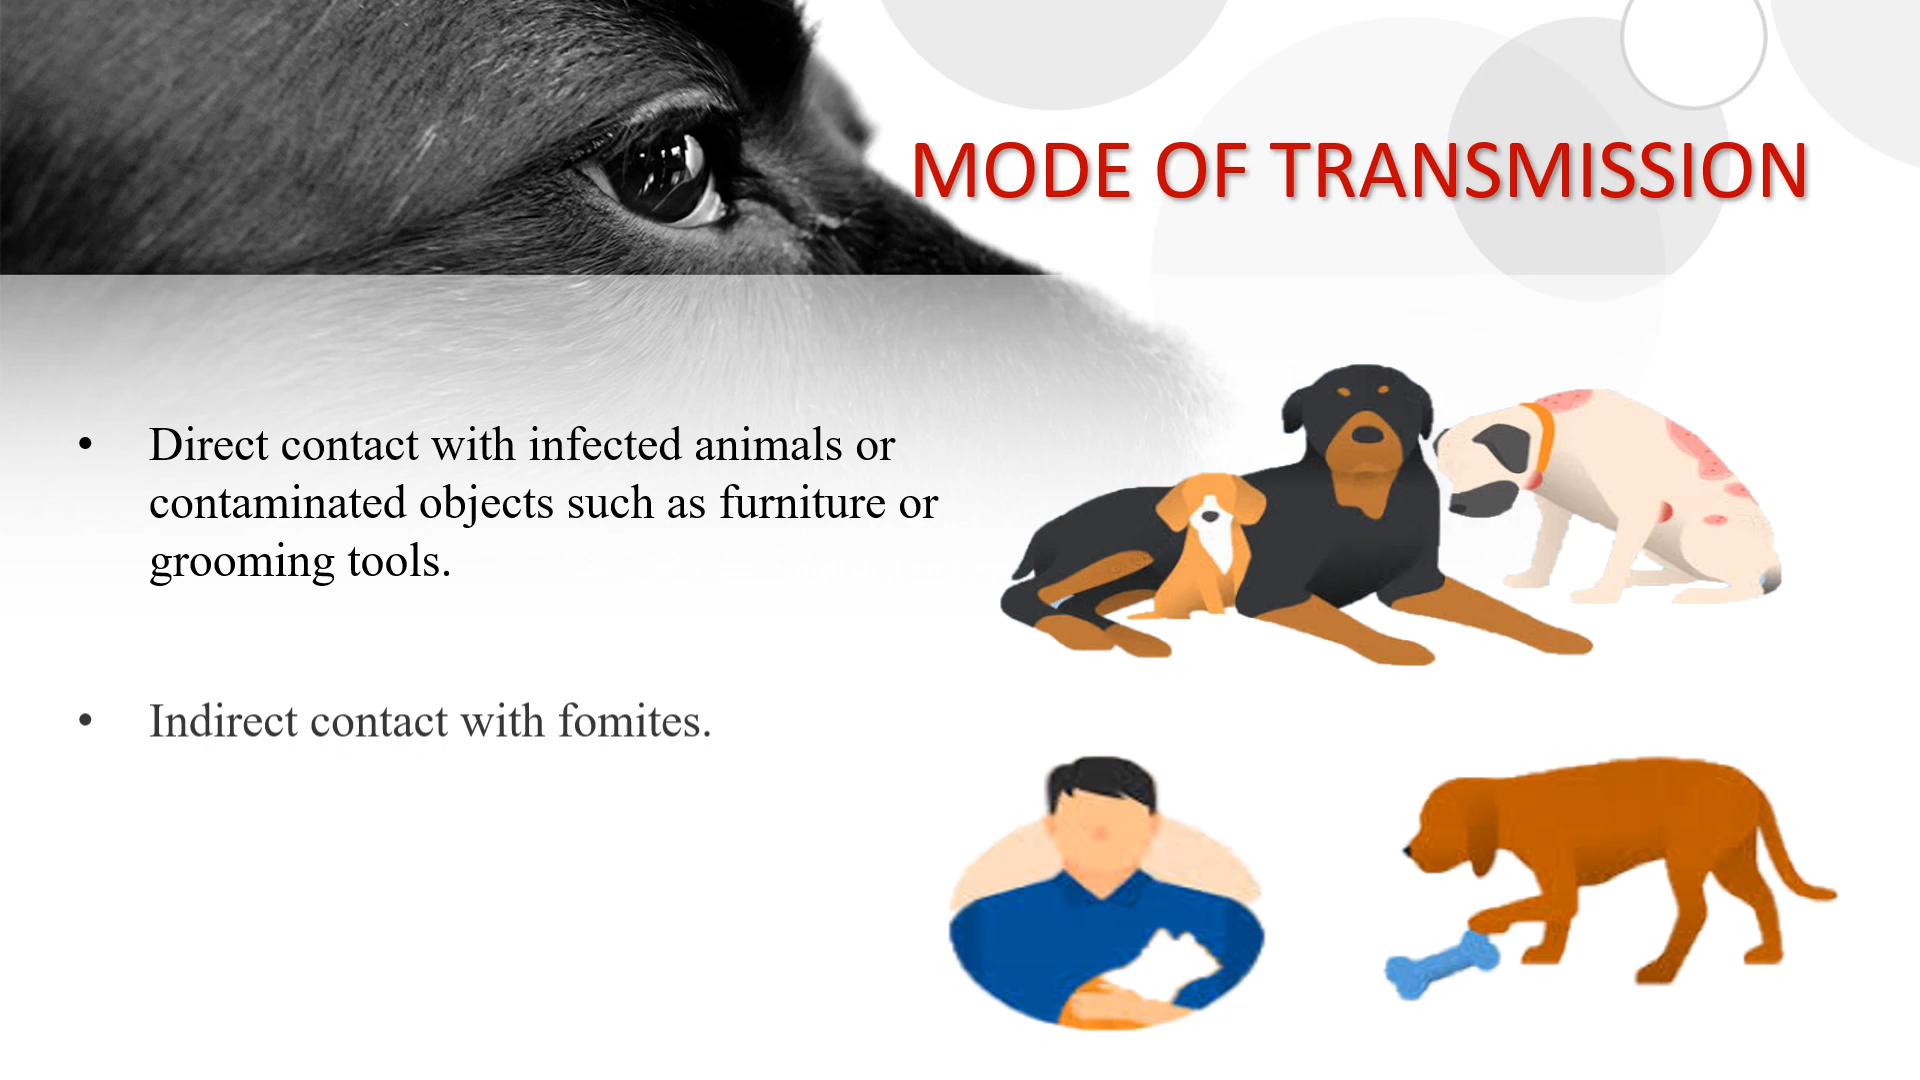 MODE OF TRANSMISSION
• Direct contact with infected animals or
contaminated objects such as furniture or
grooming tools.
• Indirect contact with fomites.